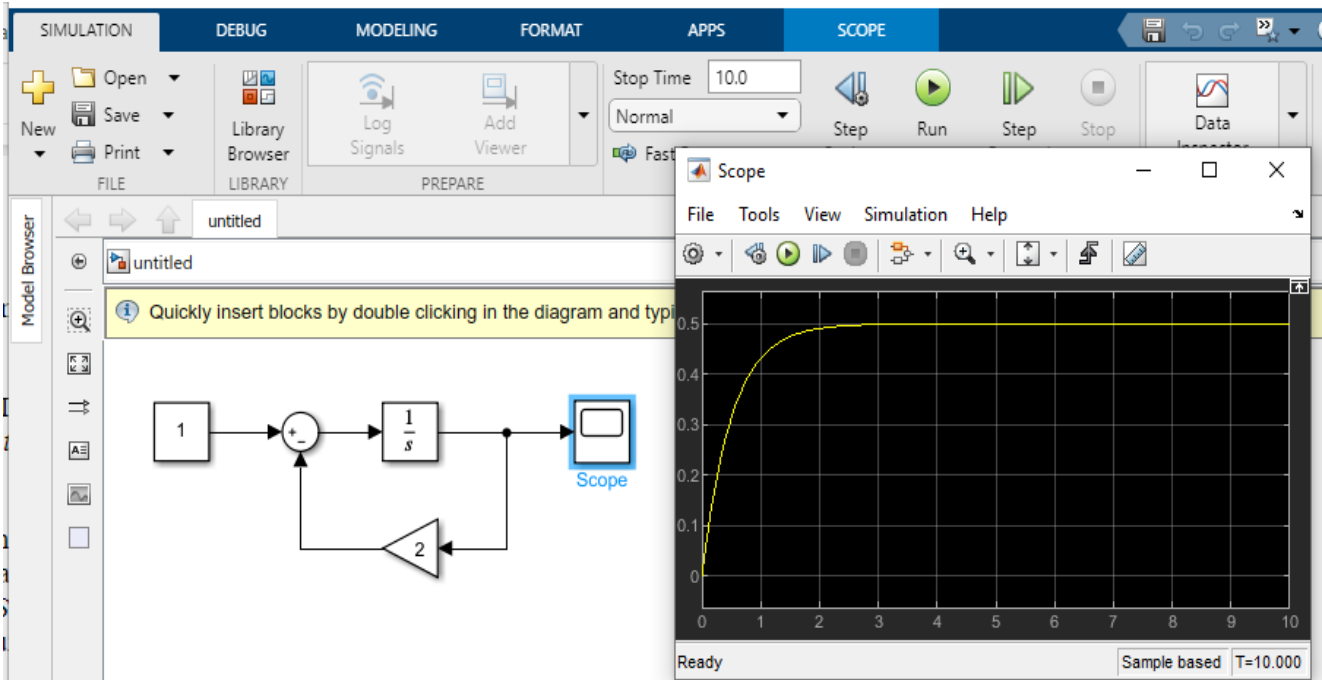 SIMULATION DEBUG MODELING FORMAT APPS SCOPE
New
Open
Save
Print
FILE
Library
Browser
LIBRARY
Log
Signals
Add
Viewer
PREPARE
Stop Time 10.0
Normal
Fast
Step
Run
Step
Stop
Data
Model Browser
untitled
untitled
Quickly insert blocks by double clicking in the diagram and typi
1
+
−
1
s
2
Scope
Scope
File Tools View Simulation Help
0.5
0.4
0.3
0.2
0.1
0
0 1 2 3 4 5 6 7 8 9 10
Ready
Sample based T=10.000